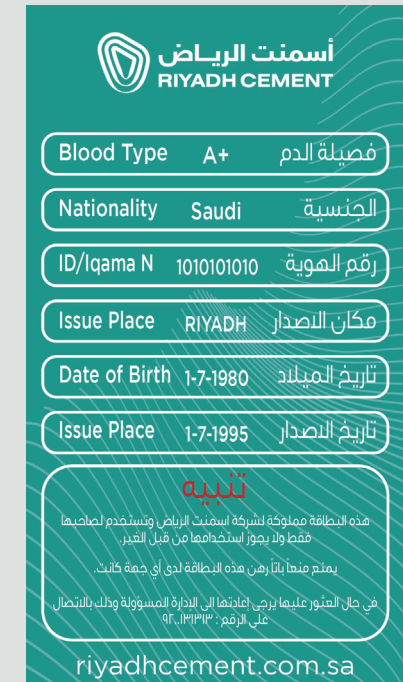 أسمنت الرياض
RIYADH CEMENT
Blood Type A+ فصيلة الدم
Nationality Saudi الجنسية
ID/Iqama N 1010101010 رقم الهوية
Issue Place RIYADH مكان الاصدار
Date of Birth 1-7-1980 تاريخ الميلاد
Issue Place 1-7-1995 تاريخ الاصدار
تنبيه
هذه البطاقة مملوكة لشركة اسمنت الرياض وتستخدم لصاحبها
فقط ولا يجوز استخدامها من قبل الغير.
يمنع منعاً باتاً رهن هذه البطاقة لدى أي جهة كانت.
في حال العثور عليها يرجى إعادتها الى الإدارة المسؤولة وذلك بالاتصال
على الرقم : ٩٢٠٠١٣١٣١٣
riyadhcement.com.sa